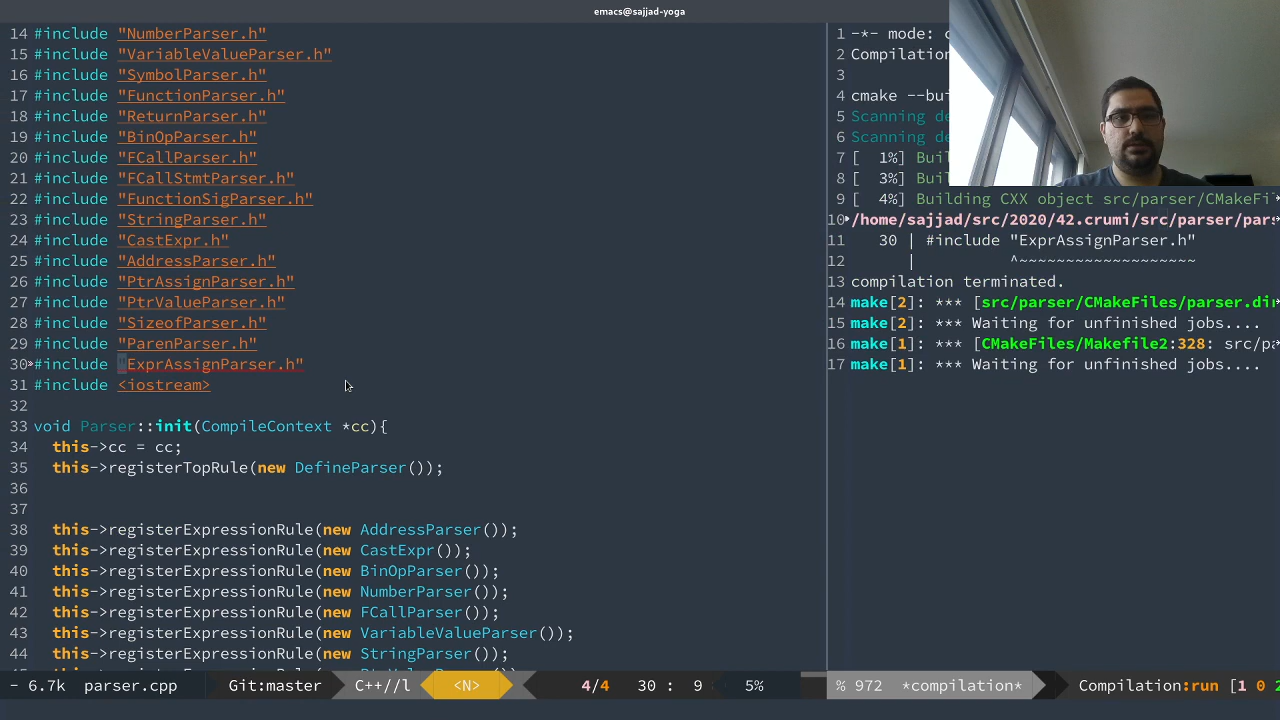 emacs@sajjad-yoga
14 #include "NumberParser.h"
15 #include "VariableValueParser.h"
16 #include "SymbolParser.h"
17 #include "FunctionParser.h"
18 #include "ReturnParser.h"
19 #include "BinOpParser.h"
20 #include "FCallParser.h"
21 #include "FCallStmtParser.h"
22 #include "FunctionSigParser.h"
23 #include "StringParser.h"
24 #include "CastExpr.h"
25 #include "AddressParser.h"
26 #include "PtrAssignParser.h"
27 #include "PtrValueParser.h"
28 #include "SizeofParser.h"
29 #include "ParenParser.h"
30 #include "ExprAssignParser.h"
31 #include <iostream>
32
33 void Parser::init(CompileContext *cc){
34 this->cc = cc;
35 this->registerTopRule(new DefineParser());
36
37
38 this->registerExpressionRule(new AddressParser());
39 this->registerExpressionRule(new CastExpr());
40 this->registerExpressionRule(new BinOpParser());
41 this->registerExpressionRule(new NumberParser());
42 this->registerExpressionRule(new FCallParser());
43 this->registerExpressionRule(new VariableValueParser());
44 this->registerExpressionRule(new StringParser());
- 6.7k parser.cpp Git:master C++//l <N> 4/4 30 : 9 5%
1 -*- mode: c
2 Compilation
3
4 cmake --bui
5 Scanning de
6 Scanning de
7 [ 1%] Buil
8 [ 3%] Buil
9 [ 4%] Building CXX object src/parser/CMakeFi
10 /home/sajjad/src/2020/42.crumi/src/parser/pars
11 30 | #include "ExprAssignParser.h"
12 | ^~~~~~~~~~~~~~~~~~~~
13 compilation terminated.
14 make[2]: *** [src/parser/CMakeFiles/parser.dir
15 make[2]: *** Waiting for unfinished jobs....
16 make[1]: *** [CMakeFiles/Makefile2:328: src/pa
17 make[1]: *** Waiting for unfinished jobs....
% 972 *compilation* Compilation:run [1 0 2